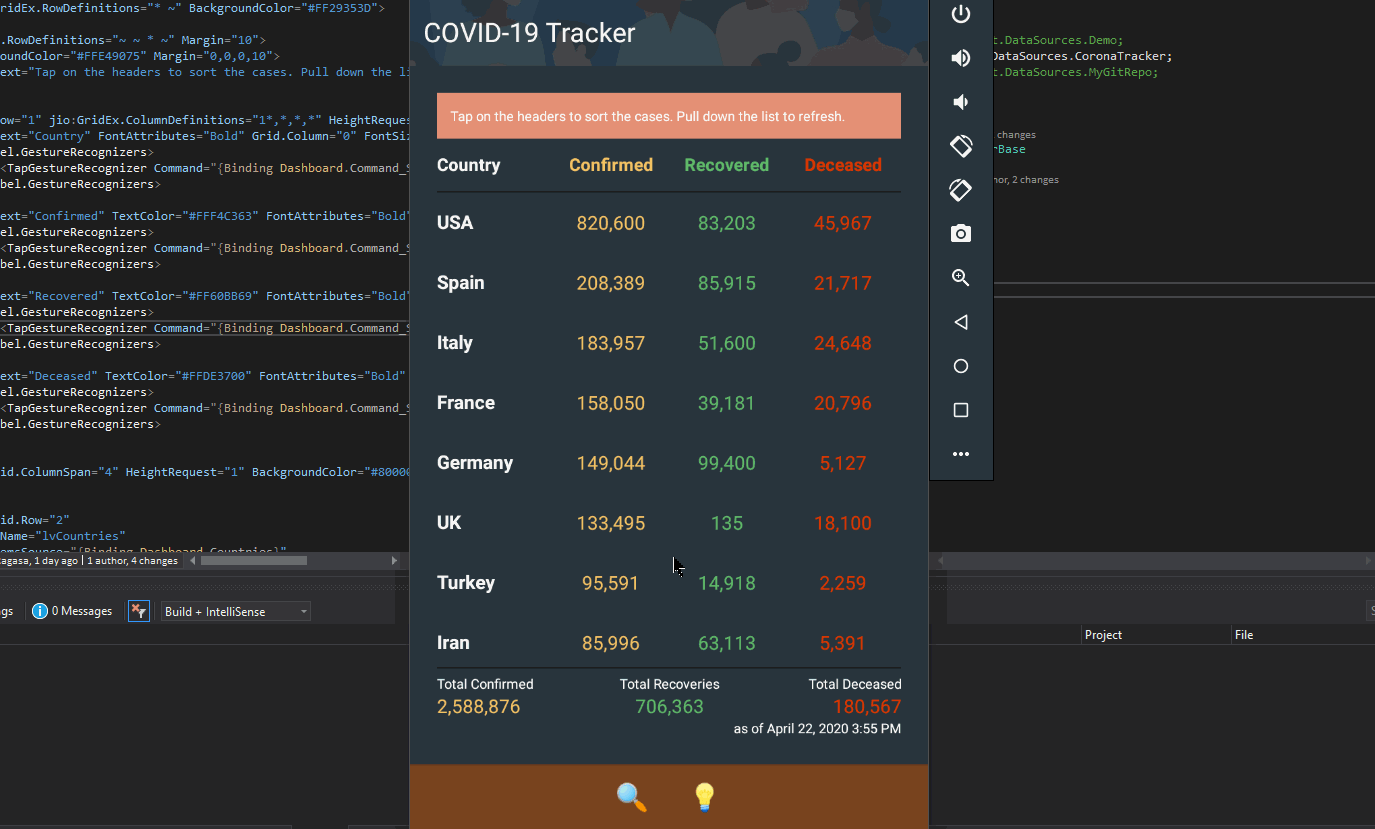 ridEx.RowDefinitions="* ~" BackgroundColor="#FF29353D">
.RowDefinitions="~ ~ * ~" Margin="10">
oundColor="#FFE49075" Margin="0,0,0,10">
ext="Tap on the headers to sort the cases. Pull down the li
ow="1" jio:GridEx.ColumnDefinitions="1*,*,*,*" HeightReques
ext="Country" FontAttributes="Bold" Grid.Column="0" FontSiz
el.GestureRecognizers>
<TapGestureRecognizer Command="{Binding Dashboard.Command_S
bel.GestureRecognizers>
ext="Confirmed" TextColor="#FFF4C363" FontAttributes="Bold"
el.GestureRecognizers>
<TapGestureRecognizer Command="{Binding Dashboard.Command_S
bel.GestureRecognizers>
ext="Recovered" TextColor="#FF60BB69" FontAttributes="Bold"
el.GestureRecognizers>
<TapGestureRecognizer Command="{Binding Dashboard.Command_S
bel.GestureRecognizers>
ext="Deceased" TextColor="#FFDE3700" FontAttributes="Bold"
el.GestureRecognizers>
<TapGestureRecognizer Command="{Binding Dashboard.Command_S
bel.GestureRecognizers>
id.ColumnSpan="4" HeightRequest="1" BackgroundColor="#80000
id.Row="2"
Name="lvCountries"
emsSource="{Binding Dashboard.Countries}"
agasa, 1 day ago | 1 author, 4 changes
gs 0 Messages Build + IntelliSense
COVID-19 Tracker
Tap on the headers to sort the cases. Pull down the list to refresh.
Country Confirmed Recovered Deceased
USA 820,600 83,203 45,967
Spain 208,389 85,915 21,717
Italy 183,957 51,600 24,648
France 158,050 39,181 20,796
Germany 149,044 99,400 5,127
UK 133,495 135 18,100
Turkey 95,591 14,918 2,259
Iran 85,996 63,113 5,391
Total Confirmed Total Recoveries Total Deceased
2,588,876 706,363 180,567
as of April 22, 2020 3:55 PM
t.DataSources.Demo;
DataSources.CoronaTracker;
t.DataSources.MyGitRepo;
changes
rBase
hor, 2 changes
Project File